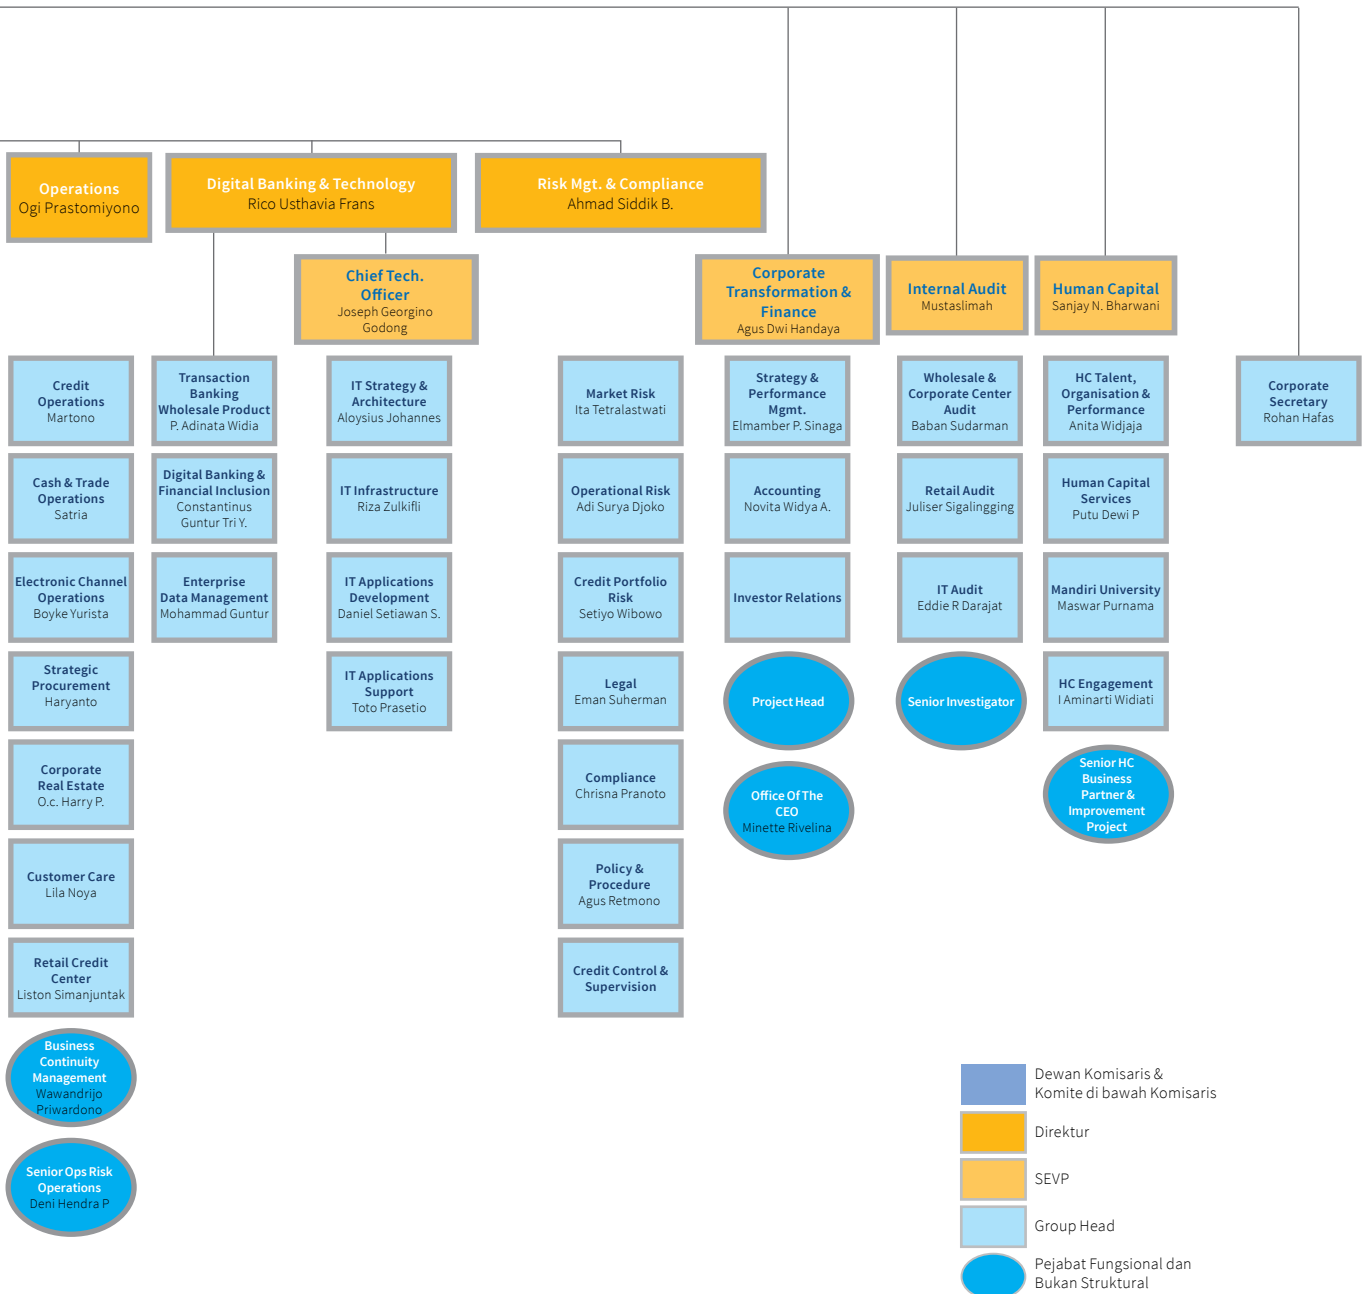 Operations
Ogi Prastomiyono
Digital Banking & Technology
Rico Usthavia Frans
Risk Mgt. & Compliance
Ahmad Siddik B.
Chief Tech.
Officer
Joseph Georgino
Godong
Corporate
Transformation &
Finance
Agus Dwi Handaya
Internal Audit
Mustaslimah
Human Capital
Sanjay N. Bharwani
Credit
Operations
Martono
Cash & Trade
Operations
Satria
Electronic Channel
Operations
Boyke Yurista
Strategic
Procurement
Haryanto
Corporate
Real Estate
O.c. Harry P.
Customer Care
Lila Noya
Retail Credit
Center
Liston Simanjuntak
Business
Continuity
Management
Wawandrijo
Priwardono
Senior Ops Risk
Operations
Deni Hendra P
Transaction
Banking
Wholesale Product
P. Adinata Widia
Digital Banking &
Financial Inclusion
Constantinus
Guntur Tri Y.
Enterprise
Data Management
Mohammad Guntur
IT Strategy &
Architecture
Aloysius Johannes
IT Infrastructure
Riza Zulkifli
IT Applications
Development
Daniel Setiawan S.
IT Applications
Support
Toto Prasetio
Market Risk
Ita Tetralastwati
Operational Risk
Adi Surya Djoko
Credit Portfolio
Risk
Setiyo Wibowo
Legal
Eman Suherman
Compliance
Chrisna Pranoto
Policy &
Procedure
Agus Retmono
Credit Control &
Supervision
Strategy &
Performance
Mgmt.
Elmamber P. Sinaga
Accounting
Novita Widya A.
Investor Relations
Project Head
Office Of The
CEO
Minette Rivelina
Wholesale &
Corporate Center
Audit
Baban Sudarman
Retail Audit
Juliser Sigalingging
IT Audit
Eddie R Darajat
Senior Investigator
HC Talent,
Organisation &
Performance
Anita Widjaja
Human Capital
Services
Putu Dewi P
Mandiri University
Maswar Purnama
HC Engagement
I Aminarti Widiati
Senior HC
Business
Partner &
Improvement
Project
Corporate
Secretary
Rohan Hafas
Dewan Komisaris &
Komite di bawah Komisaris
Direktur
SEVP
Group Head
Pejabat Fungsional dan
Bukan Struktural